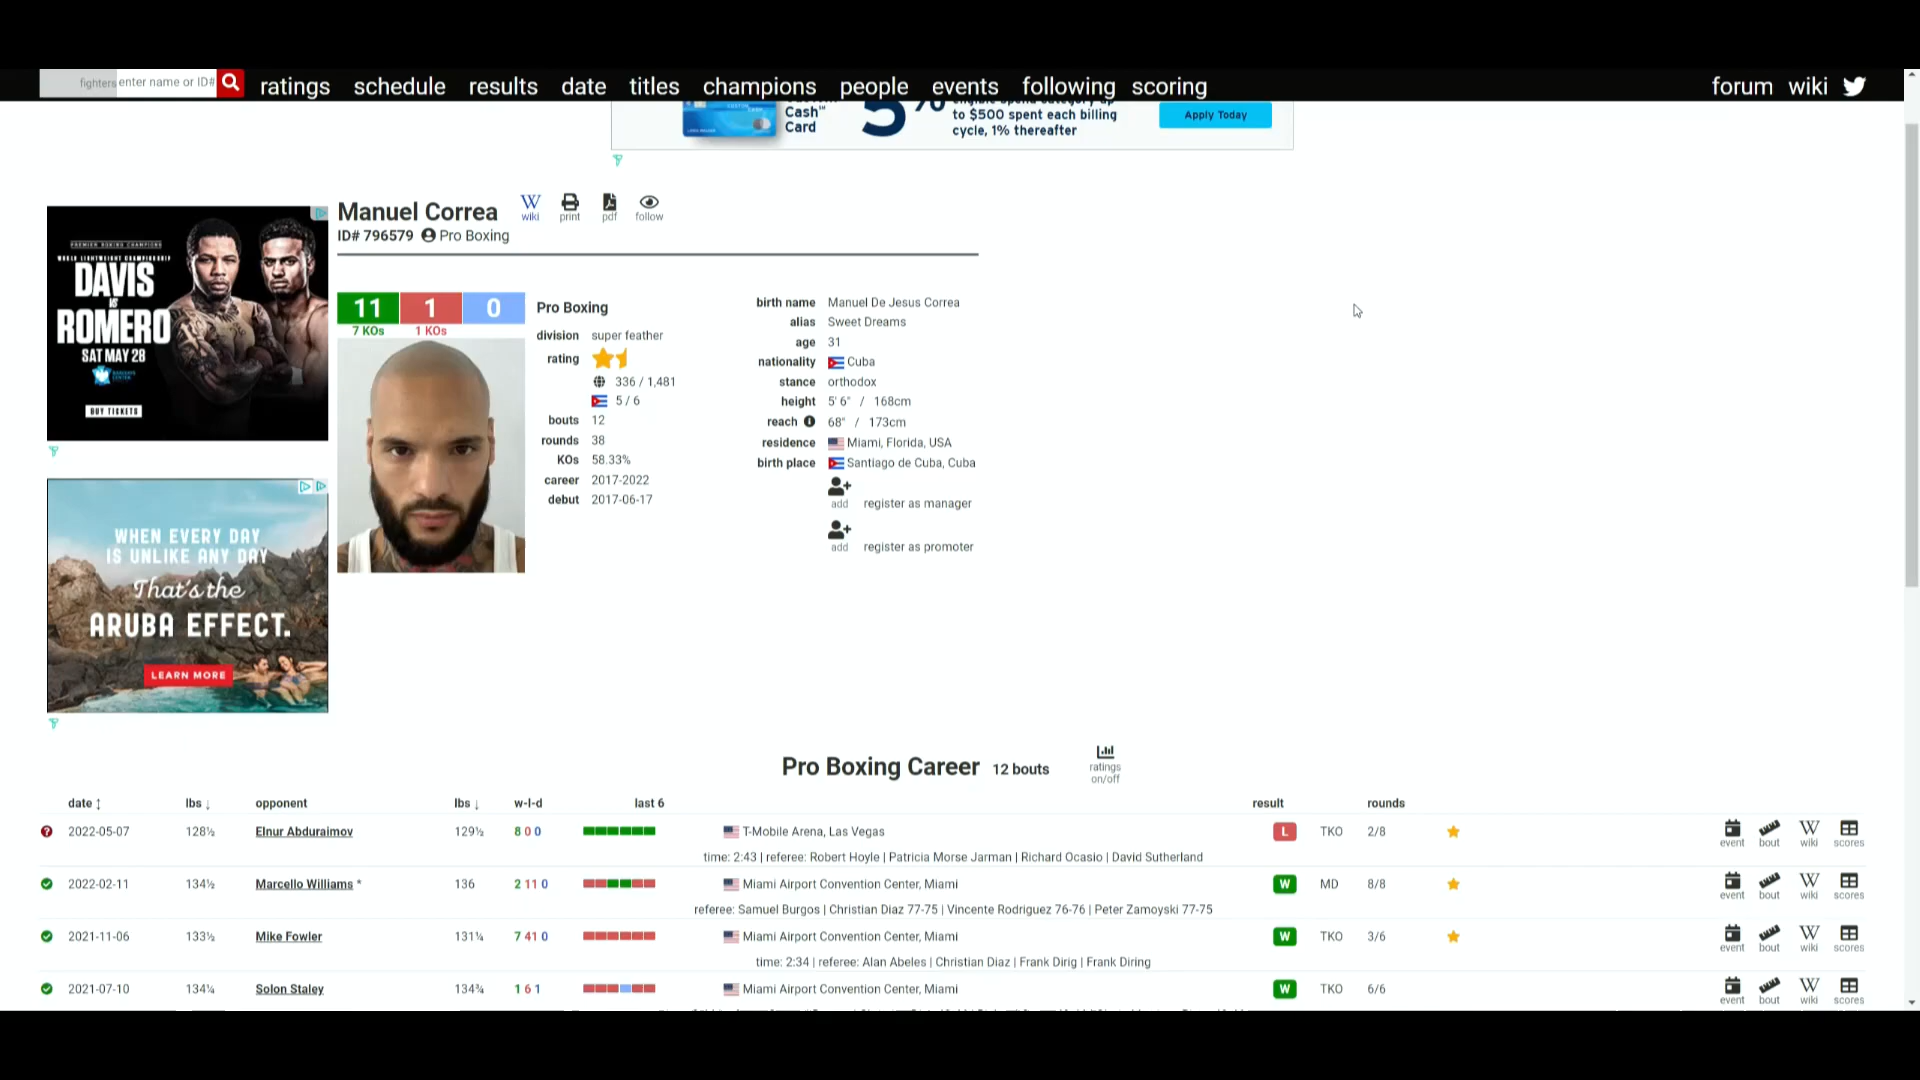 fighters enter name or ID# ratings schedule results date titles champions people events following scoring forum wiki
Cash
Card
5%
to $500 spent each billing
cycle, 1% thereafter
Apply Today
Manuel Correa
wiki print pdf follow
ID# 796579 Pro Boxing
PREMIER BOXING CHAMPIONS
WORLD LIGHTWEIGHT CHAMPIONSHIP
DAVIS
VS
ROMERO
SAT MAY 28
BARCLAYS CENTER
BUY TICKETS
11 1 0
7 KOs 1 KOs
Pro Boxing
division super feather
rating
336 / 1,481
5 / 6
bouts 12
rounds 38
KOs 58.33%
career 2017-2022
debut 2017-06-17
birth name Manuel De Jesus Correa
alias Sweet Dreams
age 31
nationality Cuba
stance orthodox
height 5' 6" / 168cm
reach 68" / 173cm
residence Miami, Florida, USA
birth place Santiago de Cuba, Cuba
add register as manager
add register as promoter
WHEN EVERY DAY
IS UNLIKE ANY DAY
That's the
ARUBA EFFECT.
LEARN MORE
Pro Boxing Career 12 bouts
ratings
on/off
date lbs opponent lbs w-l-d last 6 result rounds
2022-05-07 128½ Elnur Abduraimov 129½ 8 0 0 T-Mobile Arena, Las Vegas L TKO 2/8 event bout wiki scores
time: 2:43 | referee: Robert Hoyle | Patricia Morse Jarman | Richard Ocasio | David Sutherland
2022-02-11 134½ Marcello Williams * 136 2 11 0 Miami Airport Convention Center, Miami W MD 8/8 event bout wiki scores
referee: Samuel Burgos | Christian Diaz 77-75 | Vincente Rodriguez 76-76 | Peter Zamoyski 77-75
2021-11-06 133½ Mike Fowler 131¼ 7 41 0 Miami Airport Convention Center, Miami W TKO 3/6 event bout wiki scores
time: 2:34 | referee: Alan Abeles | Christian Diaz | Frank Dirig | Frank Diring
2021-07-10 134¼ Solon Staley 134¾ 1 6 1 Miami Airport Convention Center, Miami W TKO 6/6 event bout wiki scores